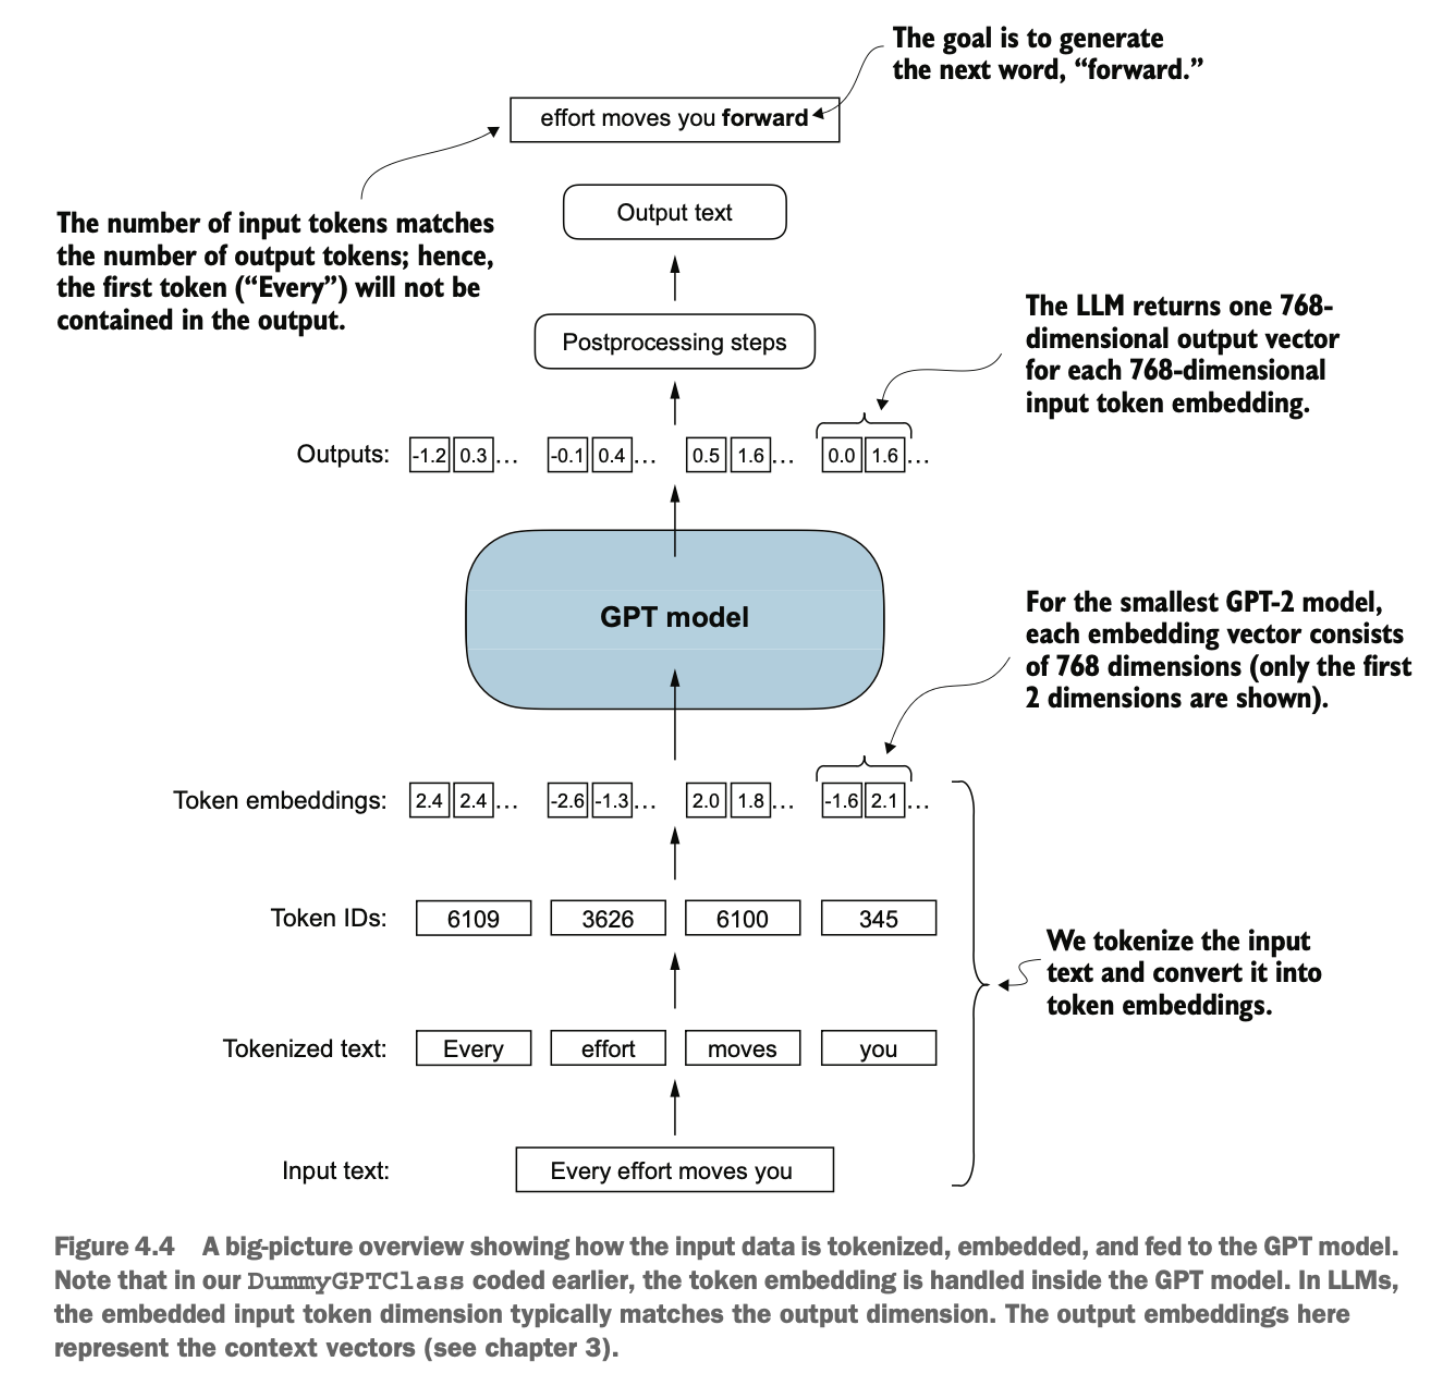 The goal is to generate
the next word, “forward.”
effort moves you forward
The number of input tokens matches
the number of output tokens; hence,
the first token (“Every”) will not be
contained in the output.
Output text
Postprocessing steps
The LLM returns one 768-
dimensional output vector
for each 768-dimensional
input token embedding.
Outputs: -1.2 0.3 ... -0.1 0.4 ... 0.5 1.6 ... 0.0 1.6 ...
GPT model
For the smallest GPT-2 model,
each embedding vector consists
of 768 dimensions (only the first
2 dimensions are shown).
Token embeddings: 2.4 2.4 ... -2.6 -1.3 ... 2.0 1.8 ... -1.6 2.1 ...
Token IDs: 6109 3626 6100 345
We tokenize the input
text and convert it into
token embeddings.
Tokenized text: Every effort moves you
Input text: Every effort moves you
Figure 4.4 A big-picture overview showing how the input data is tokenized, embedded, and fed to the GPT model.
Note that in our DummyGPTClass coded earlier, the token embedding is handled inside the GPT model. In LLMs,
the embedded input token dimension typically matches the output dimension. The output embeddings here
represent the context vectors (see chapter 3).